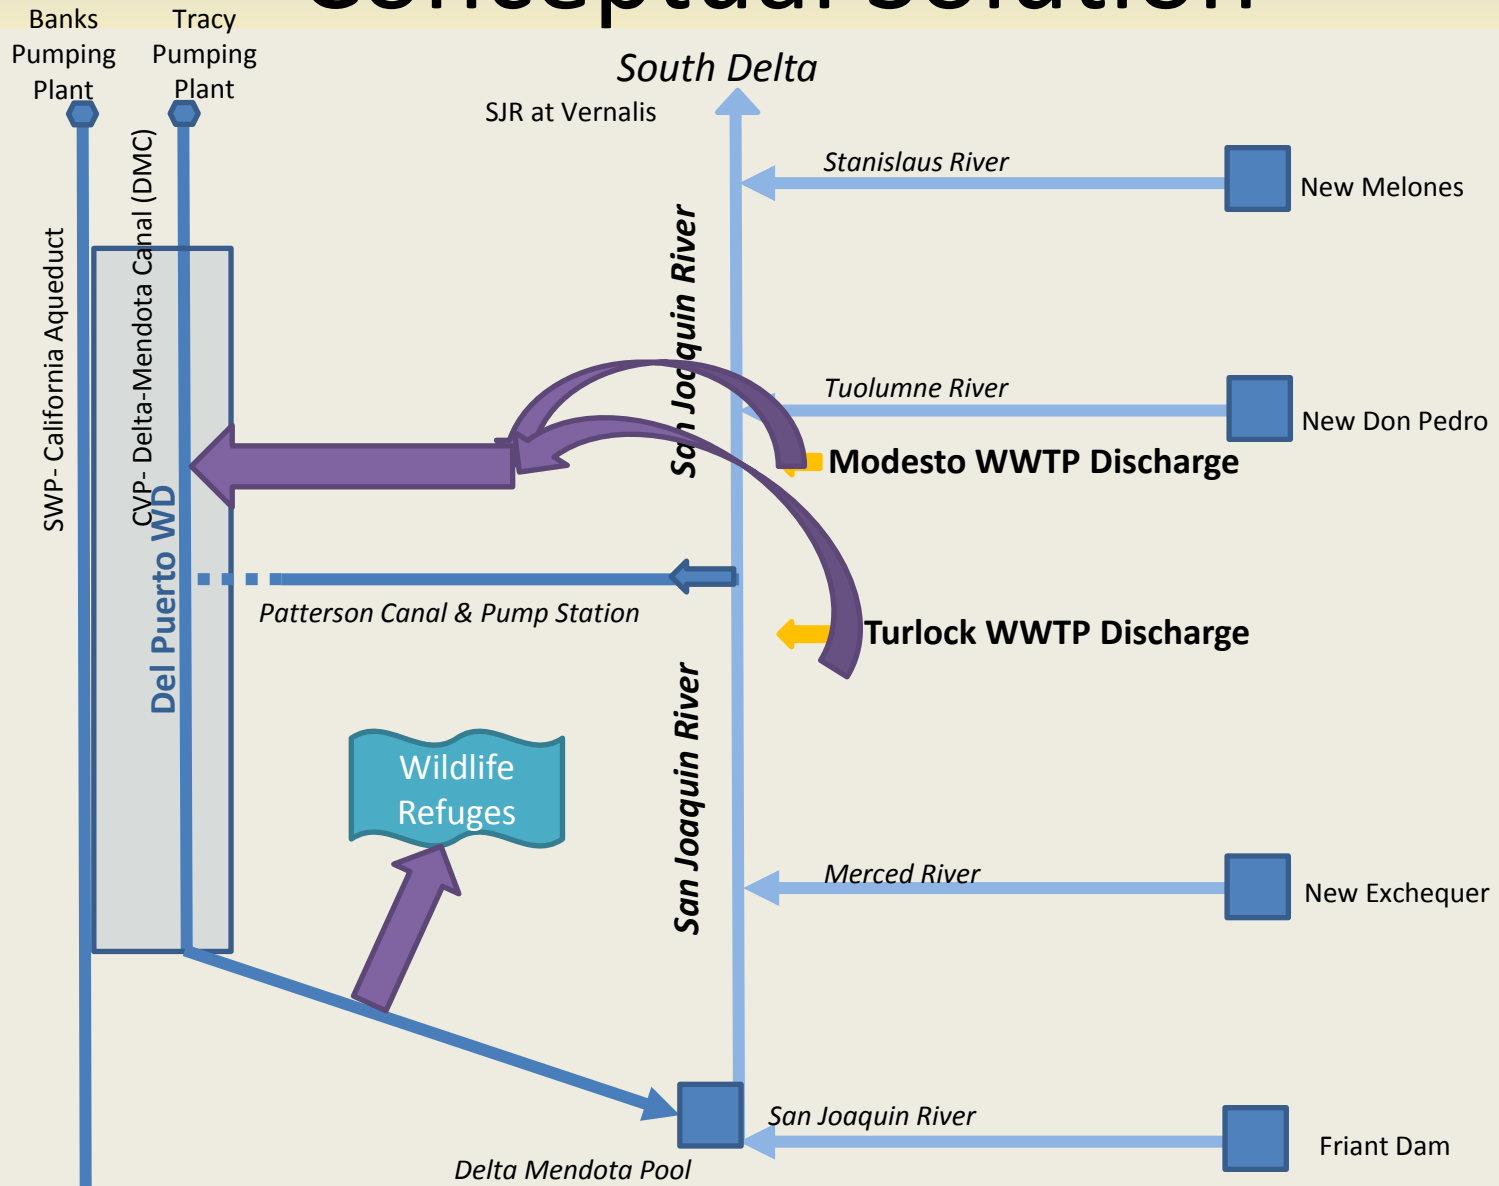 Conceptual Solution
Banks
Pumping
Plant
Tracy
Pumping
Plant
South Delta
SJR at Vernalis
Stanislaus River
New Melones
SWP- California Aqueduct
CVP- Delta-Mendota Canal (DMC)
Del Puerto WD
San Joaquin River
Tuolumne River
New Don Pedro
Modesto WWTP Discharge
Patterson Canal & Pump Station
Turlock WWTP Discharge
San Joaquin River
Wildlife
Refuges
Merced River
New Exchequer
San Joaquin River
Friant Dam
Delta Mendota Pool